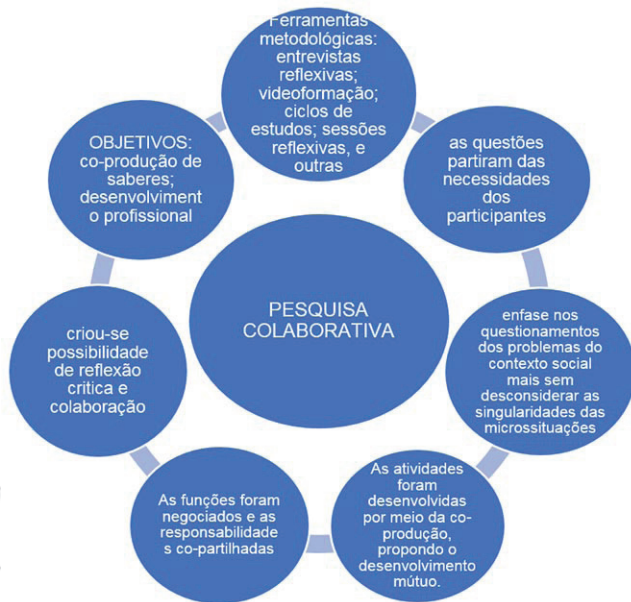 Ferramentas
metodológicas:
entrevistas
reflexivas;
videoformação;
ciclos de
estudos; sessões
reflexivas, e
outras
as questões
partiram das
necessidades
dos
participantes
enfase nos
questionamentos
dos problemas do
contexto social
mais sem
desconsiderar as
singularidades das
microssituações
As atividades
foram
desenvolvidas
por meio da co-
produção,
propondo o
desenvolvimento
mútuo.
As funções foram
negociados e as
responsabilidade
s co-partilhadas
criou-se
possibilidade
de reflexão
critica e
colaboração
OBJETIVOS:
co-produção de
saberes;
desenvolviment
o profissional
PESQUISA
COLABORATIVA